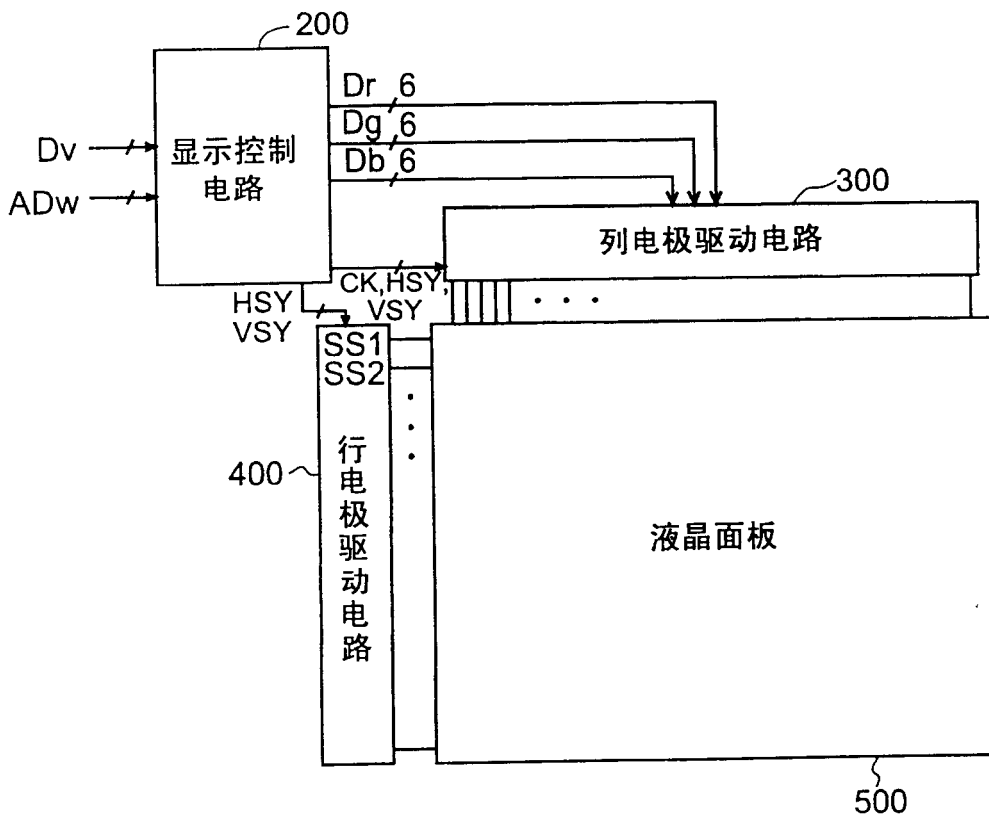 200
Dr 6
Dg 6
Db 6
Dv
ADw
显示控制
电路
300
列电极驱动电路
CK,HSY,
VSY
HSY
VSY
SS1
SS2
400
行电极驱动电路
液晶面板
500